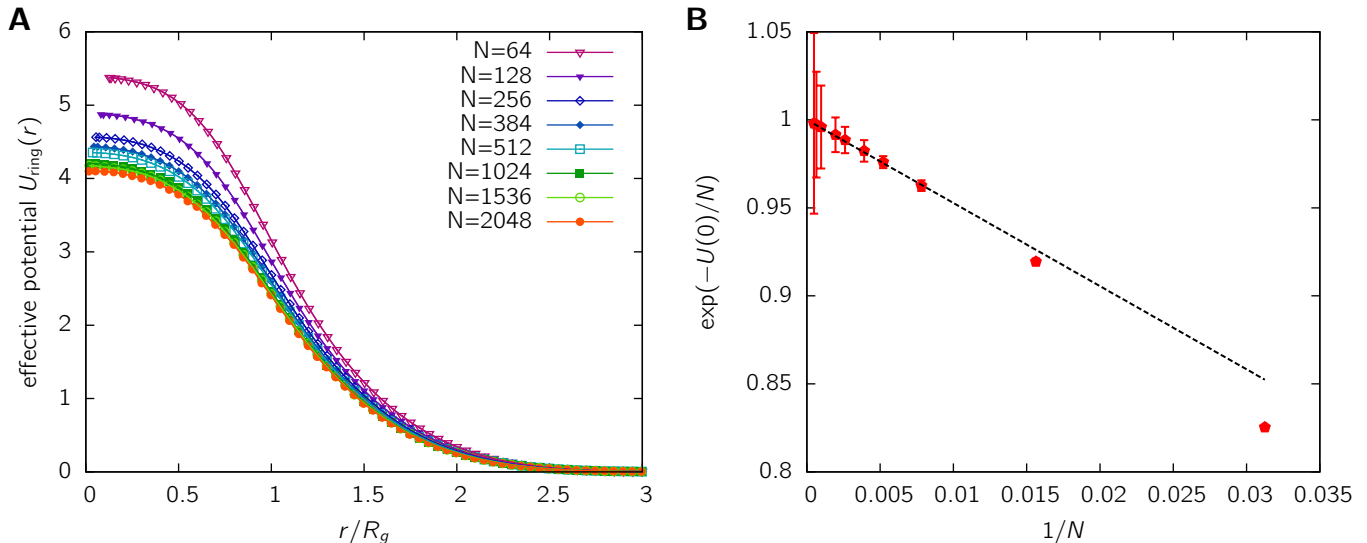 A
effective potential U_ring(r)
6
5
4
3
2
1
0
0 0.5 1 1.5 2 2.5 3
r/R_g
N=64
N=128
N=256
N=384
N=512
N=1024
N=1536
N=2048
B
exp(−U(0)/N)
1.05
1
0.95
0.9
0.85
0.8
0 0.005 0.01 0.015 0.02 0.025 0.03 0.035
1/N